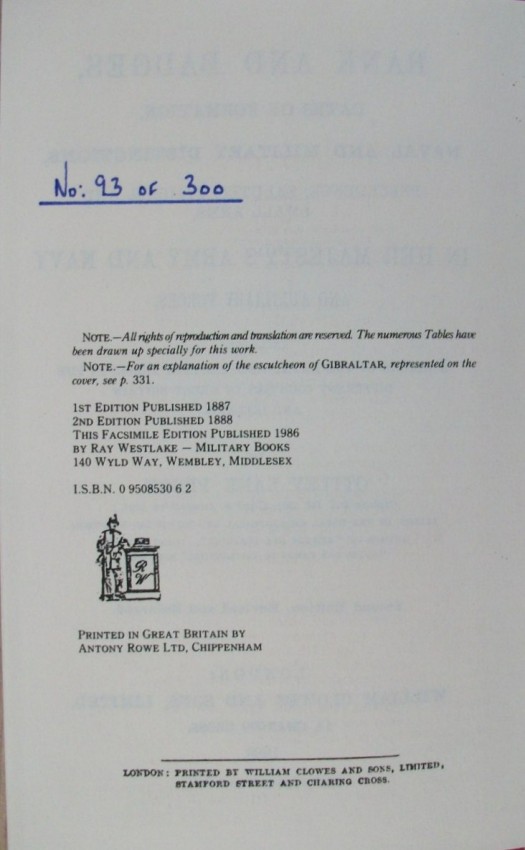 No: 93 OF 300
NOTE.—All rights of reproduction and translation are reserved. The numerous Tables have
been drawn up specially for this work.
NOTE.—For an explanation of the escutcheon of GIBRALTAR, represented on the
cover, see p. 331.
1ST EDITION PUBLISHED 1887
2ND EDITION PUBLISHED 1888
THIS FACSIMILE EDITION PUBLISHED 1986
BY RAY WESTLAKE — MILITARY BOOKS
140 WYLD WAY, WEMBLEY, MIDDLESEX
I.S.B.N. 0 9508530 6 2
R
W
PRINTED IN GREAT BRITAIN BY
ANTONY ROWE LTD, CHIPPENHAM
LONDON: PRINTED BY WILLIAM CLOWES AND SONS, LIMITED,
STAMFORD STREET AND CHARING CROSS.